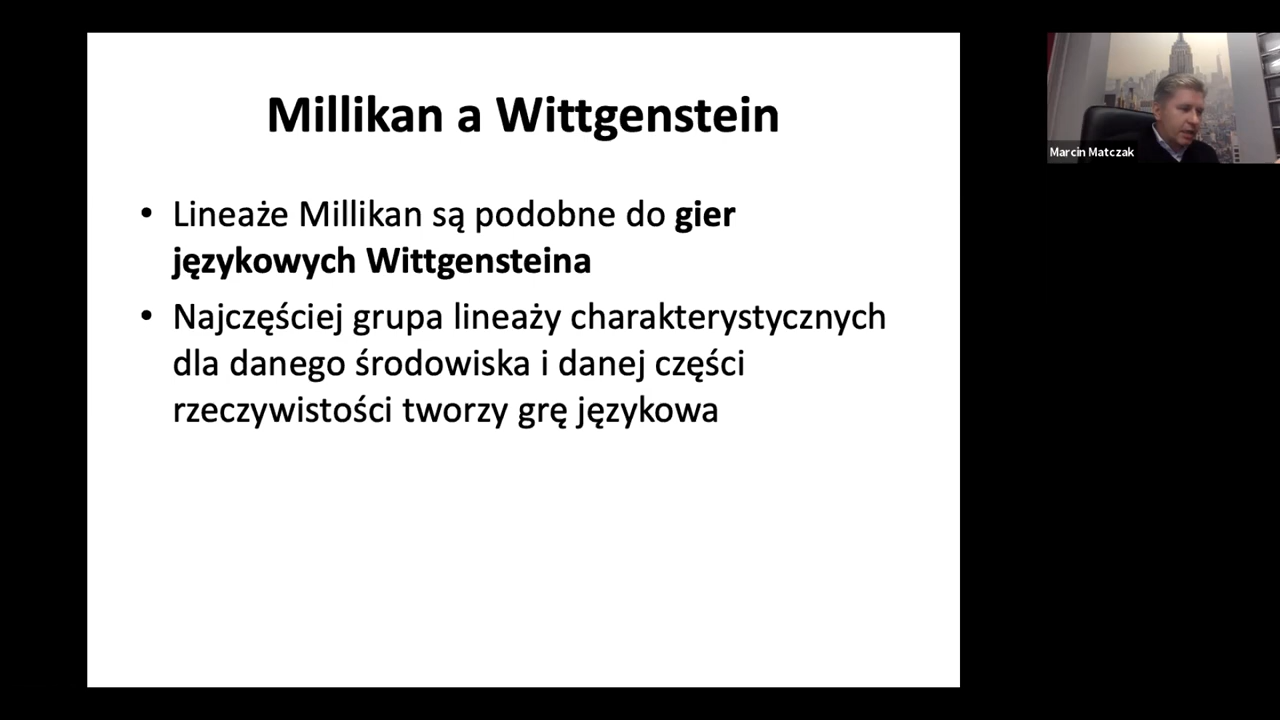 Millikan a Wittgenstein
• Lineaże Millikan są podobne do gier
językowych Wittgensteina
• Najczęściej grupa lineaży charakterystycznych
dla danego środowiska i danej części
rzeczywistości tworzy grę językowa
Marcin Matczak